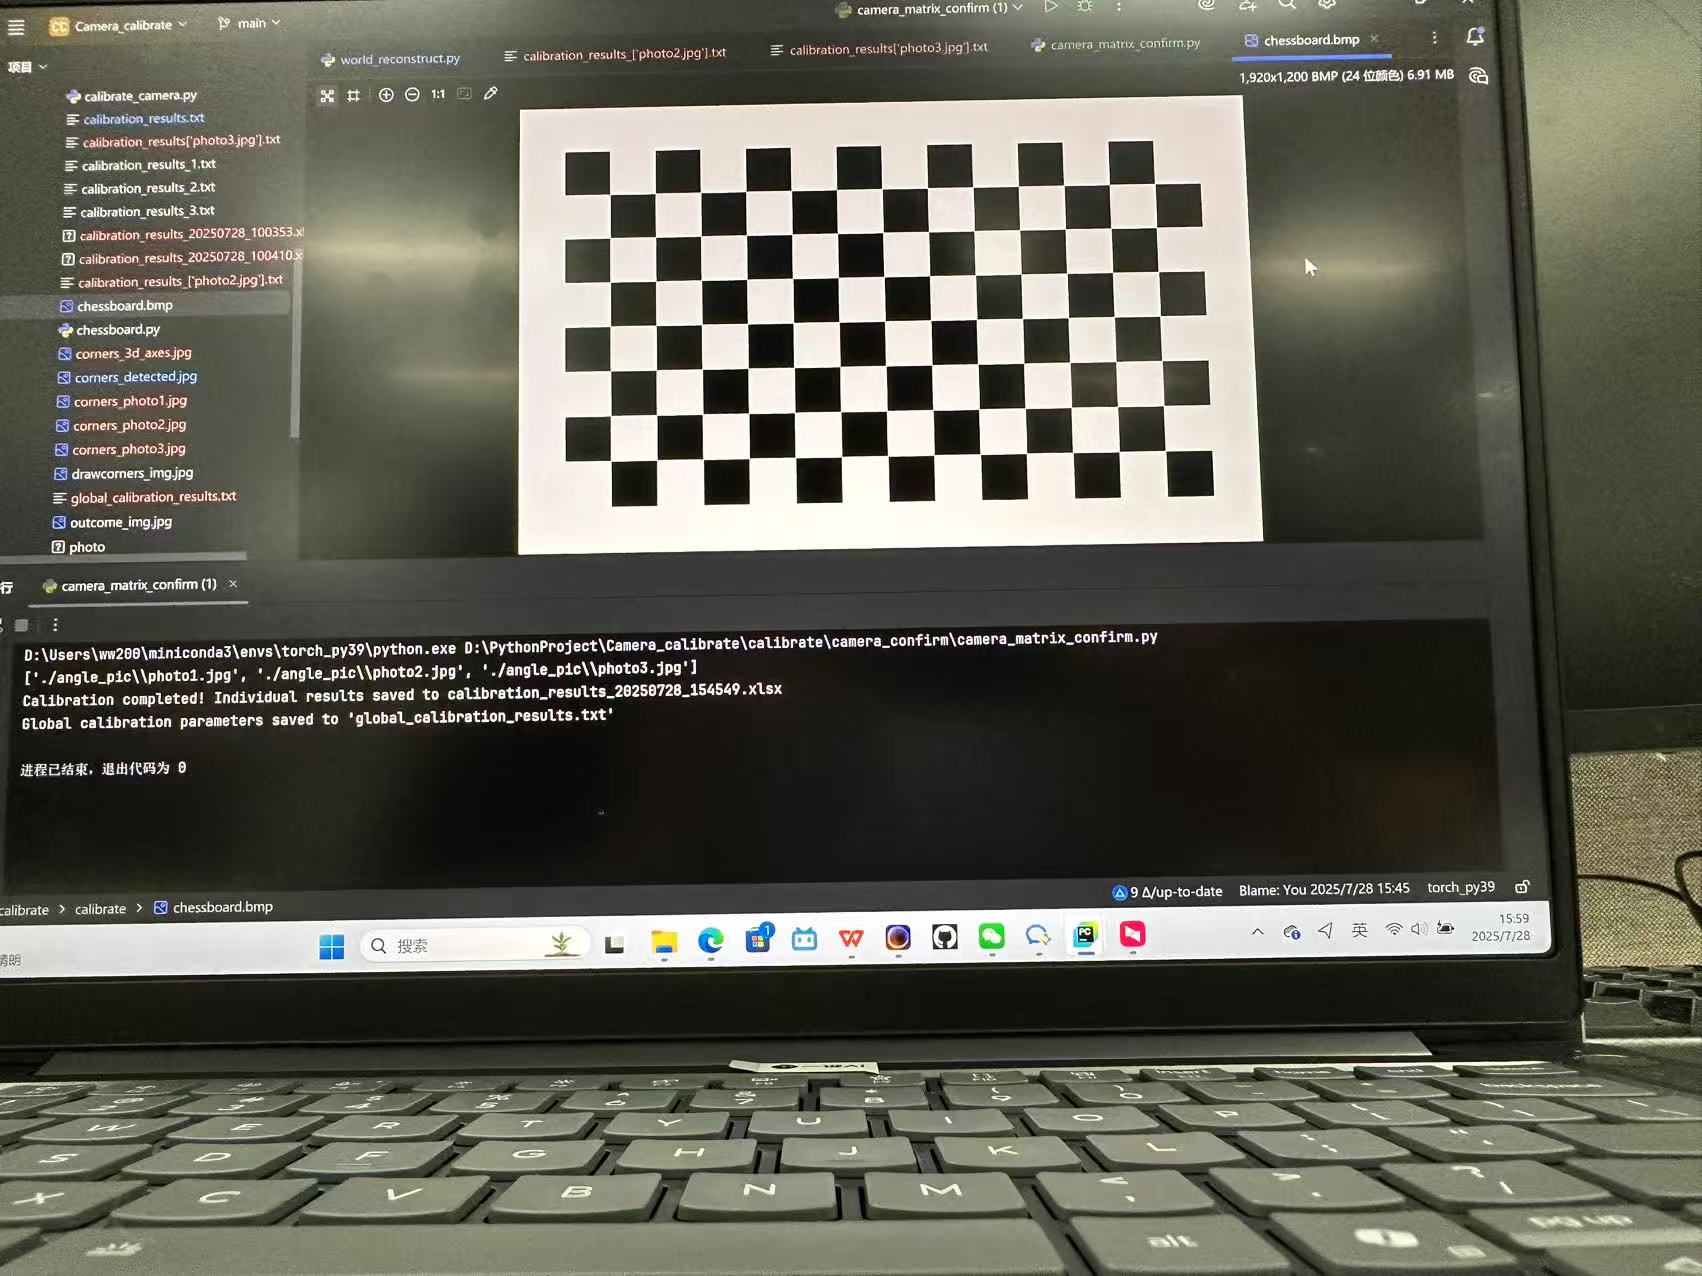 CC Camera_calibrate main
camera_matrix_confirm (1)
项目
world_reconstruct.py
calibration_results_['photo2.jpg'].txt
calibration_results['photo3.jpg'].txt
camera_matrix_confirm.py
chessboard.bmp
1:1
1,920x1,200 BMP (24 位颜色) 6.91 MB
calibrate_camera.py
calibration_results.txt
calibration_results['photo3.jpg'].txt
calibration_results_1.txt
calibration_results_2.txt
calibration_results_3.txt
calibration_results_20250728_100353.x
calibration_results_20250728_100410.x
calibration_results_['photo2.jpg'].txt
chessboard.bmp
chessboard.py
corners_3d_axes.jpg
corners_detected.jpg
corners_photo1.jpg
corners_photo2.jpg
corners_photo3.jpg
drawcorners_img.jpg
global_calibration_results.txt
outcome_img.jpg
photo
行 camera_matrix_confirm (1)
D:\Users\ww200\miniconda3\envs\torch_py39\python.exe D:\PythonProject\Camera_calibrate\calibrate\camera_confirm\camera_matrix_confirm.py
['./angle_pic\\photo1.jpg', './angle_pic\\photo2.jpg', './angle_pic\\photo3.jpg']
Calibration completed! Individual results saved to calibration_results_20250728_154549.xlsx
Global calibration parameters saved to 'global_calibration_results.txt'
进程已结束，退出代码为 0
9 Δ/up-to-date Blame: You 2025/7/28 15:45 torch_py39
calibrate > calibrate > chessboard.bmp
晴朗
搜索
1
PC
英
15:59
2025/7/28
W E R T Y U I O P
S D F G H J K L
X C V B N M
alt
pg up